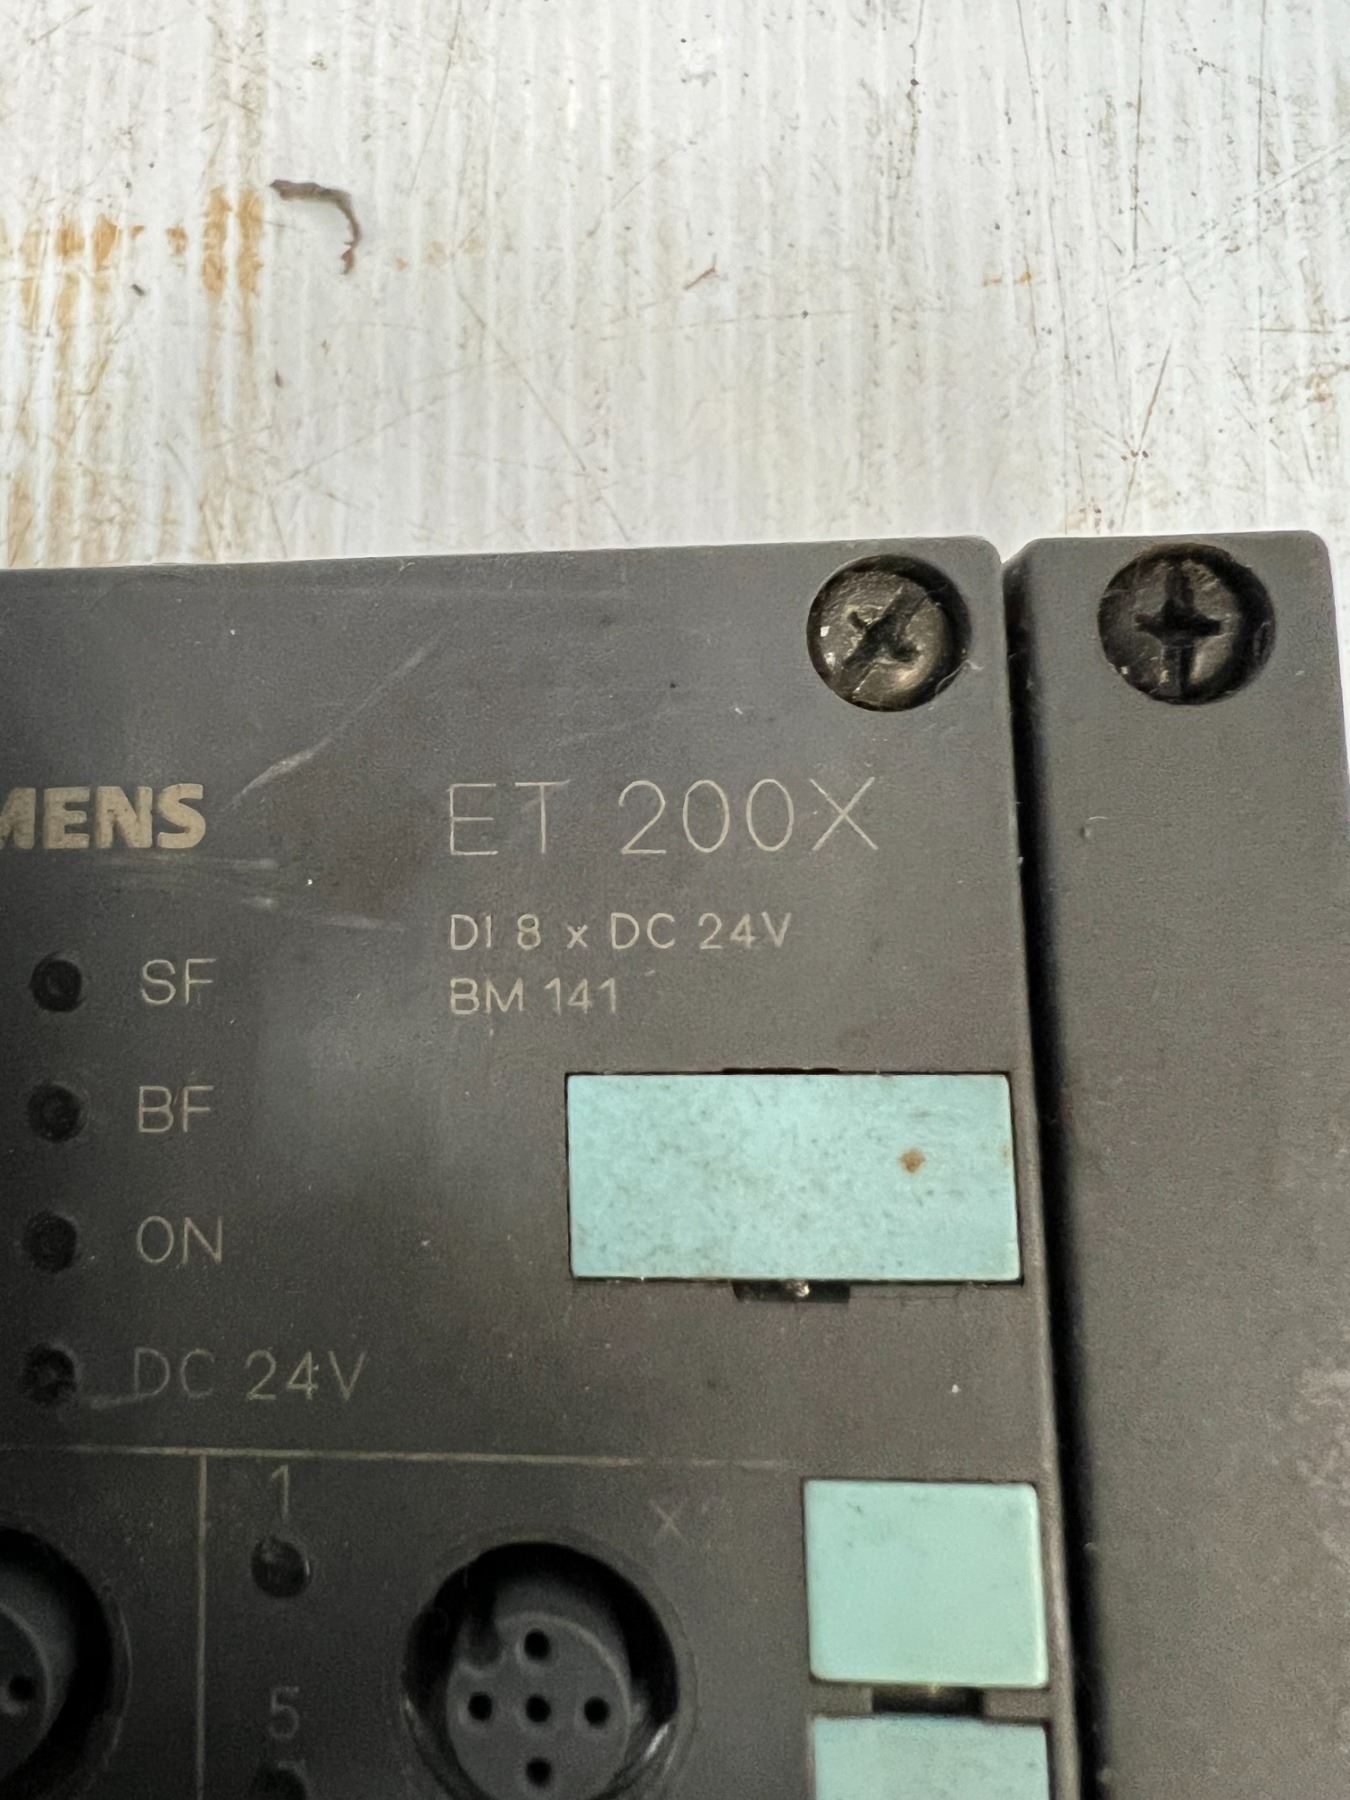 MENS
ET 200X
DI 8 x DC 24V
BM 141
SF
BF
ON
DC 24V
1
X
5